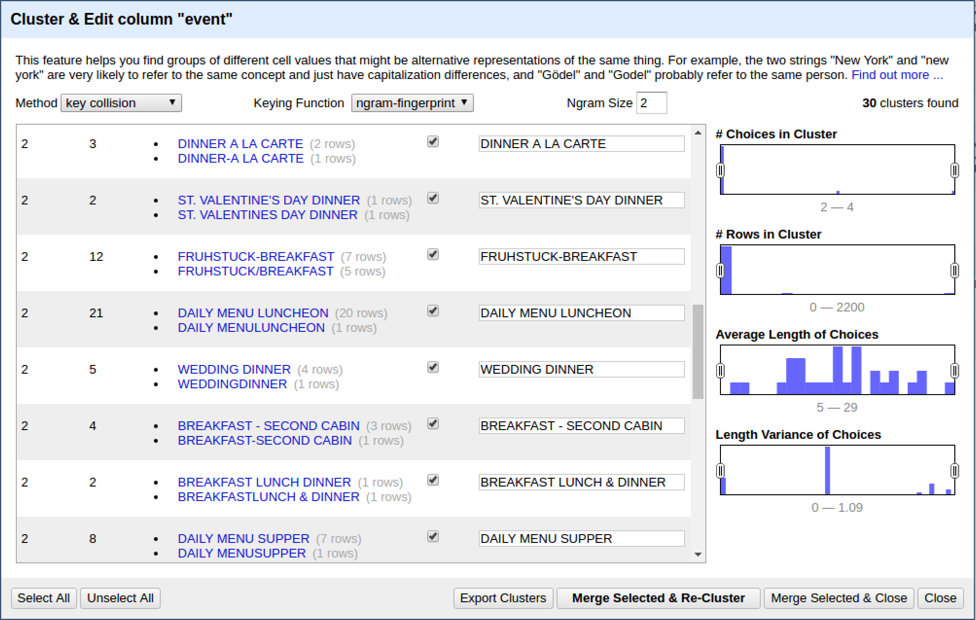 Cluster & Edit column "event"
This feature helps you find groups of different cell values that might be alternative representations of the same thing. For example, the two strings "New York" and "new
york" are very likely to refer to the same concept and just have capitalization differences, and "Gödel" and "Godel" probably refer to the same person. Find out more ...
Method key collision Keying Function ngram-fingerprint Ngram Size 2 30 clusters found
2 3 • DINNER A LA CARTE (2 rows) DINNER A LA CARTE
• DINNER-A LA CARTE (1 rows)
2 2 • ST. VALENTINE'S DAY DINNER (1 rows) ST. VALENTINE'S DAY DINNER
• ST. VALENTINES DAY DINNER (1 rows)
2 12 • FRUHSTUCK-BREAKFAST (7 rows) FRUHSTUCK-BREAKFAST
• FRUHSTUCK/BREAKFAST (5 rows)
2 21 • DAILY MENU LUNCHEON (20 rows) DAILY MENU LUNCHEON
• DAILY MENULUNCHEON (1 rows)
2 5 • WEDDING DINNER (4 rows) WEDDING DINNER
• WEDDINGDINNER (1 rows)
2 4 • BREAKFAST - SECOND CABIN (3 rows) BREAKFAST - SECOND CABIN
• BREAKFAST-SECOND CABIN (1 rows)
2 2 • BREAKFAST LUNCH DINNER (1 rows) BREAKFAST LUNCH & DINNER
• BREAKFASTLUNCH & DINNER (1 rows)
2 8 • DAILY MENU SUPPER (7 rows) DAILY MENU SUPPER
• DAILY MENUSUPPER (1 rows)
# Choices in Cluster
2 — 4
# Rows in Cluster
0 — 2200
Average Length of Choices
5 — 29
Length Variance of Choices
0 — 1.09
Select All Unselect All Export Clusters Merge Selected & Re-Cluster Merge Selected & Close Close